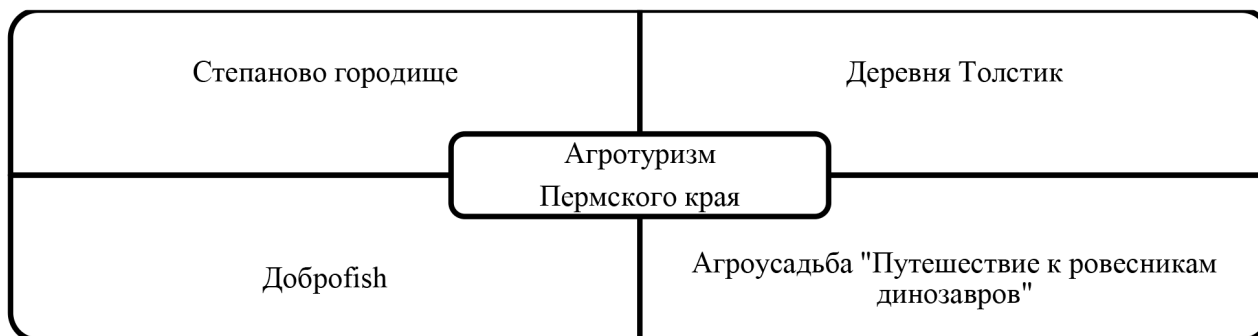 Степаново городище
Деревня Толстик
Агротуризм
Пермского края
Доброfish
Агроусадьба "Путешествие к ровесникам
динозавров"